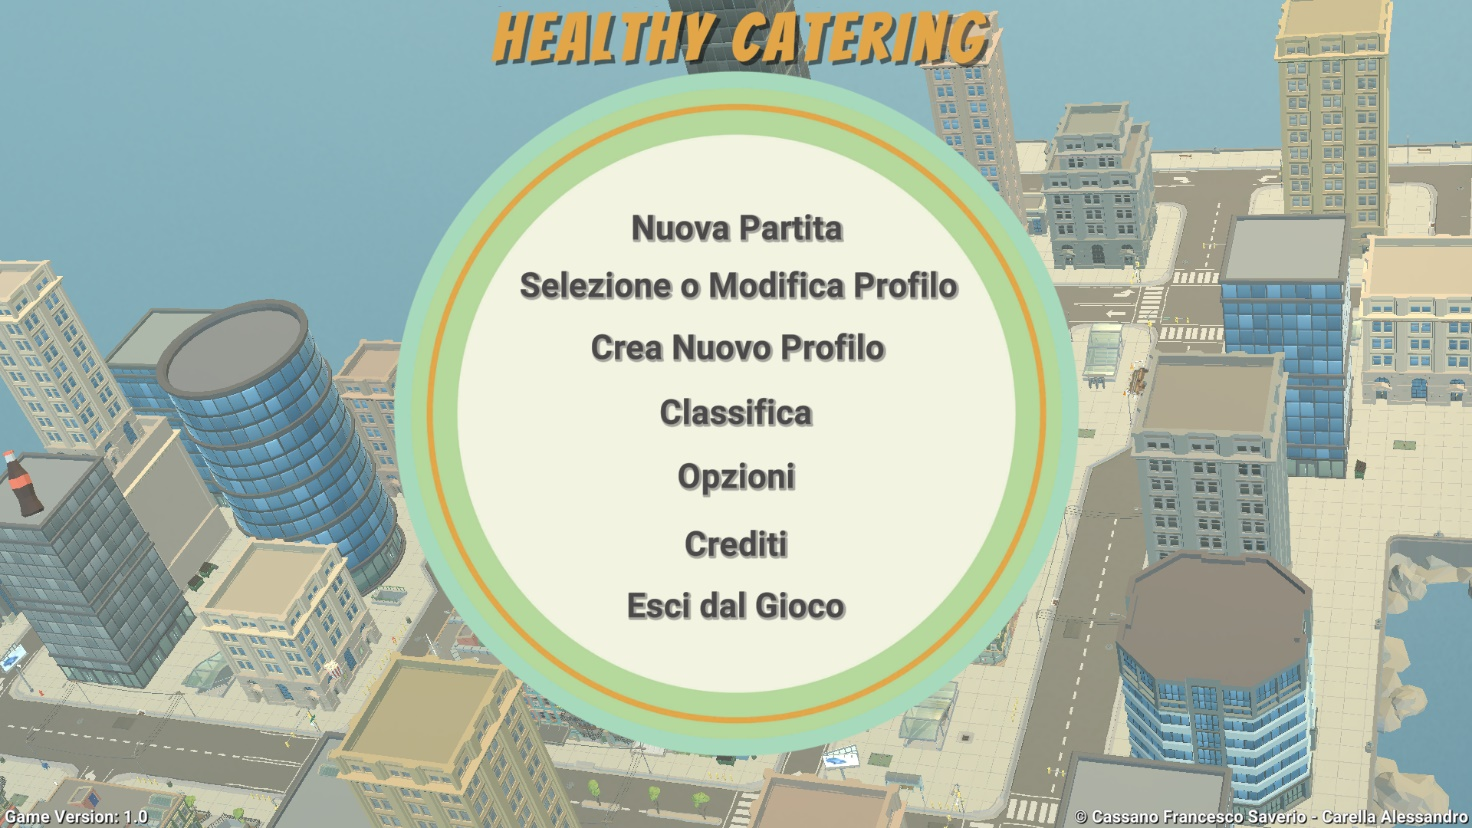 HEALTHY CATERING
Nuova Partita
Selezione o Modifica Profilo
Crea Nuovo Profilo
Classifica
Opzioni
Crediti
Esci dal Gioco
Game Version: 1.0
© Cassano Francesco Saverio - Carella Alessandro